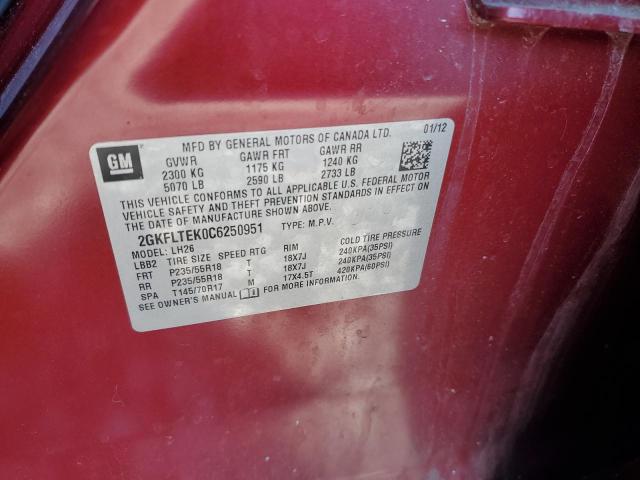 GM
MFD BY GENERAL MOTORS OF CANADA LTD. 01/12
GVWR GAWR FRT GAWR RR
2300 KG 1175 KG 1240 KG
5070 LB 2590 LB 2733 LB
THIS VEHICLE CONFORMS TO ALL APPLICABLE U.S. FEDERAL MOTOR
VEHICLE SAFETY AND THEFT PREVENTION STANDARDS IN EFFECT ON
THE DATE OF MANUFACTURE SHOWN ABOVE.
2GKFLTEK0C6250951 TYPE: M.P.V.
MODEL: LH26
LBB2 TIRE SIZE SPEED RTG RIM COLD TIRE PRESSURE
FRT P235/55R18 T 18X7J 240KPA(35PSI)
RR P235/55R18 T 18X7J 240KPA(35PSI)
SPA T145/70R17 M 17X4.5T 420KPA(60PSI)
SEE OWNER'S MANUAL FOR MORE INFORMATION.